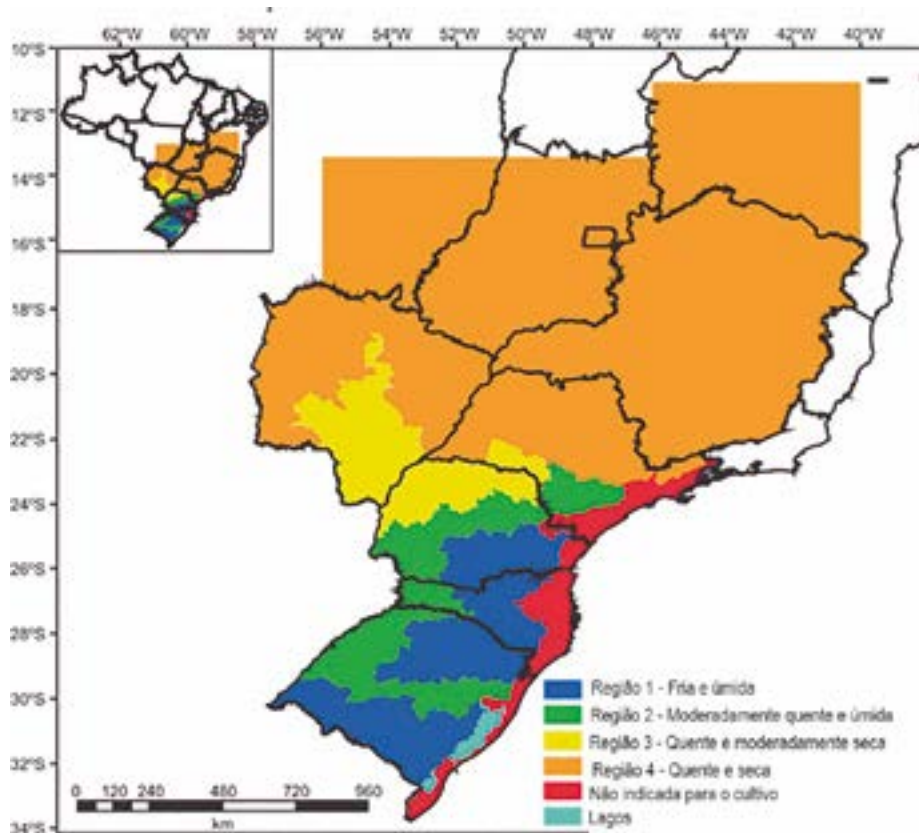 62°W 60°W 58°W 56°W 54°W 52°W 50°W 48°W 46°W 44°W 42°W 40°W
10°S
12°S
14°S
16°S
18°S
20°S
22°S
24°S
26°S
28°S
30°S
32°S
34°S
Região 1 - Fria e úmida
Região 2 - Moderadamente quente e úmida
Região 3 - Quente e moderadamente seca
Região 4 - Quente e seca
Não indicada para o cultivo
Lagos
0 120 240 480 720 960
km